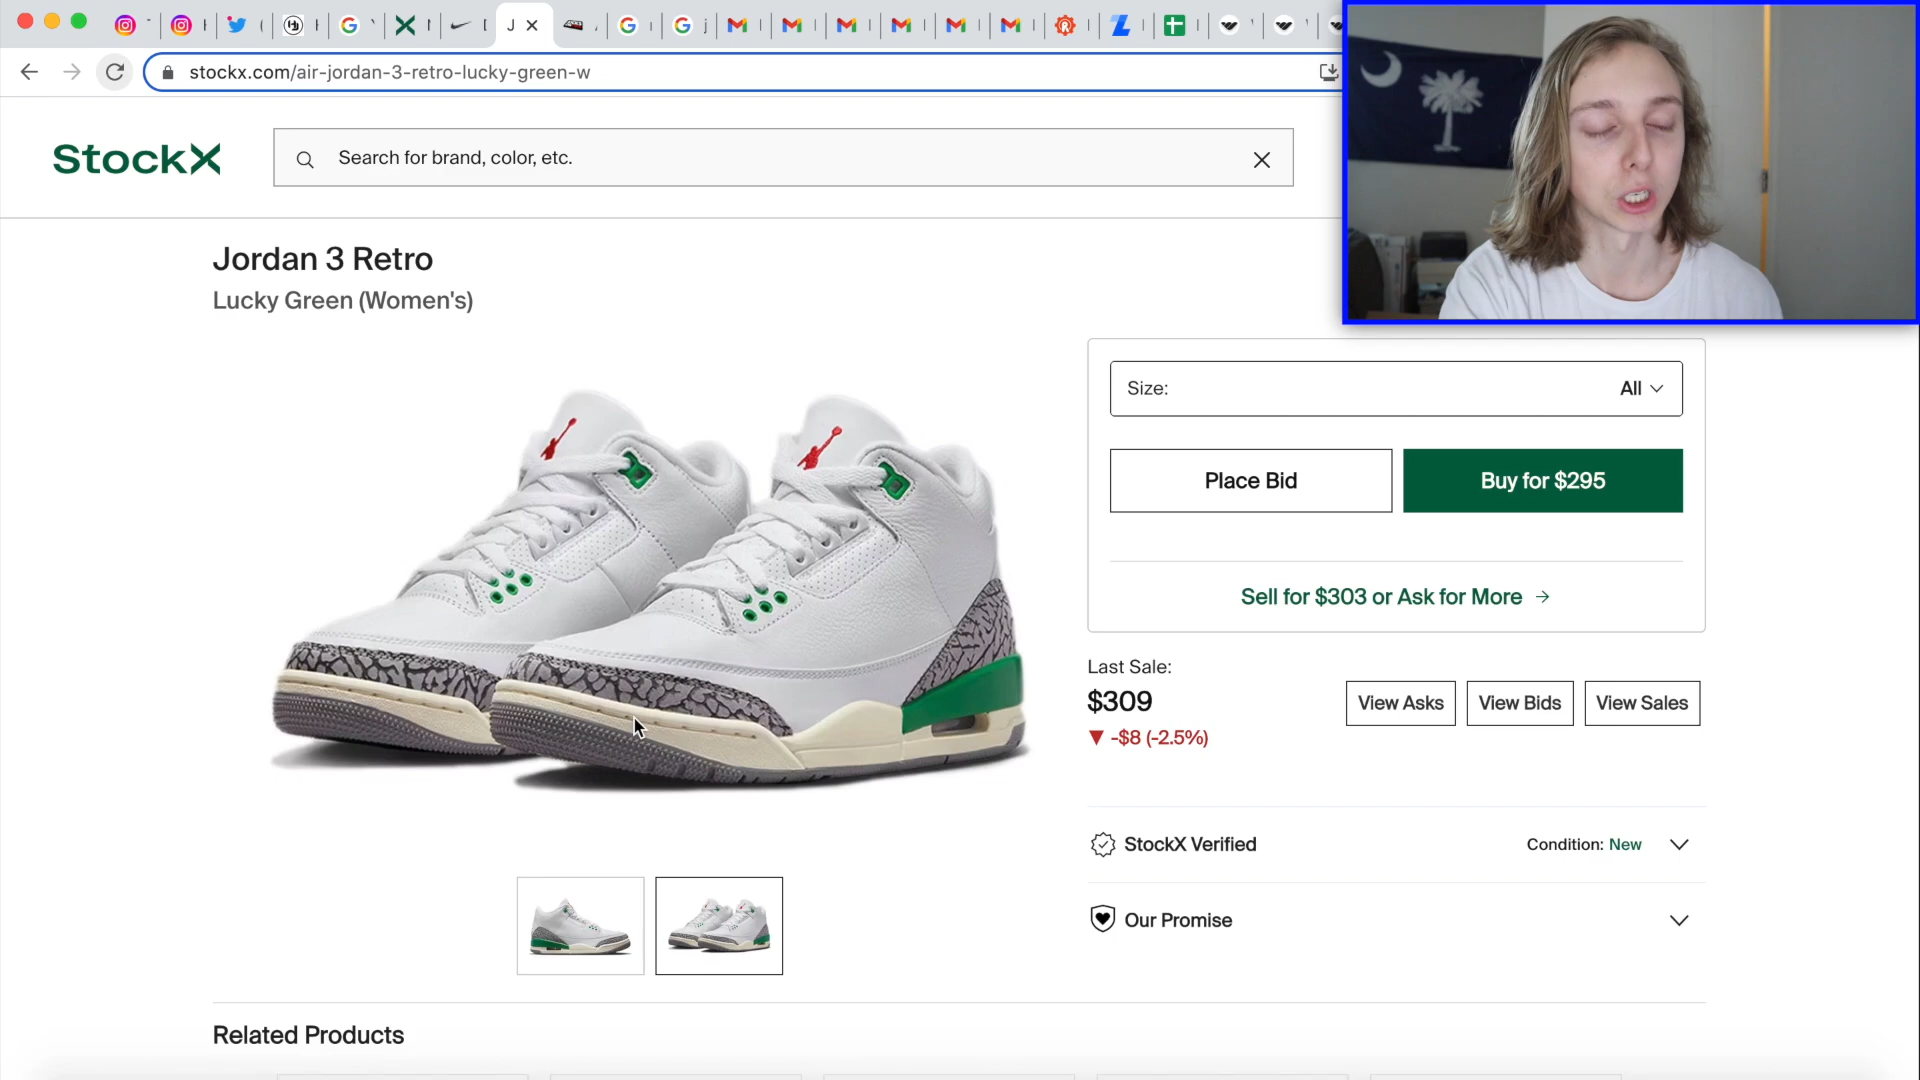 J
stockx.com/air-jordan-3-retro-lucky-green-w
StockX
Search for brand, color, etc.
Jordan 3 Retro
Lucky Green (Women's)
Size:
All
Place Bid
Buy for $295
Sell for $303 or Ask for More
Last Sale:
$309
-$8 (-2.5%)
View Asks
View Bids
View Sales
StockX Verified
Condition: New
Our Promise
Related Products